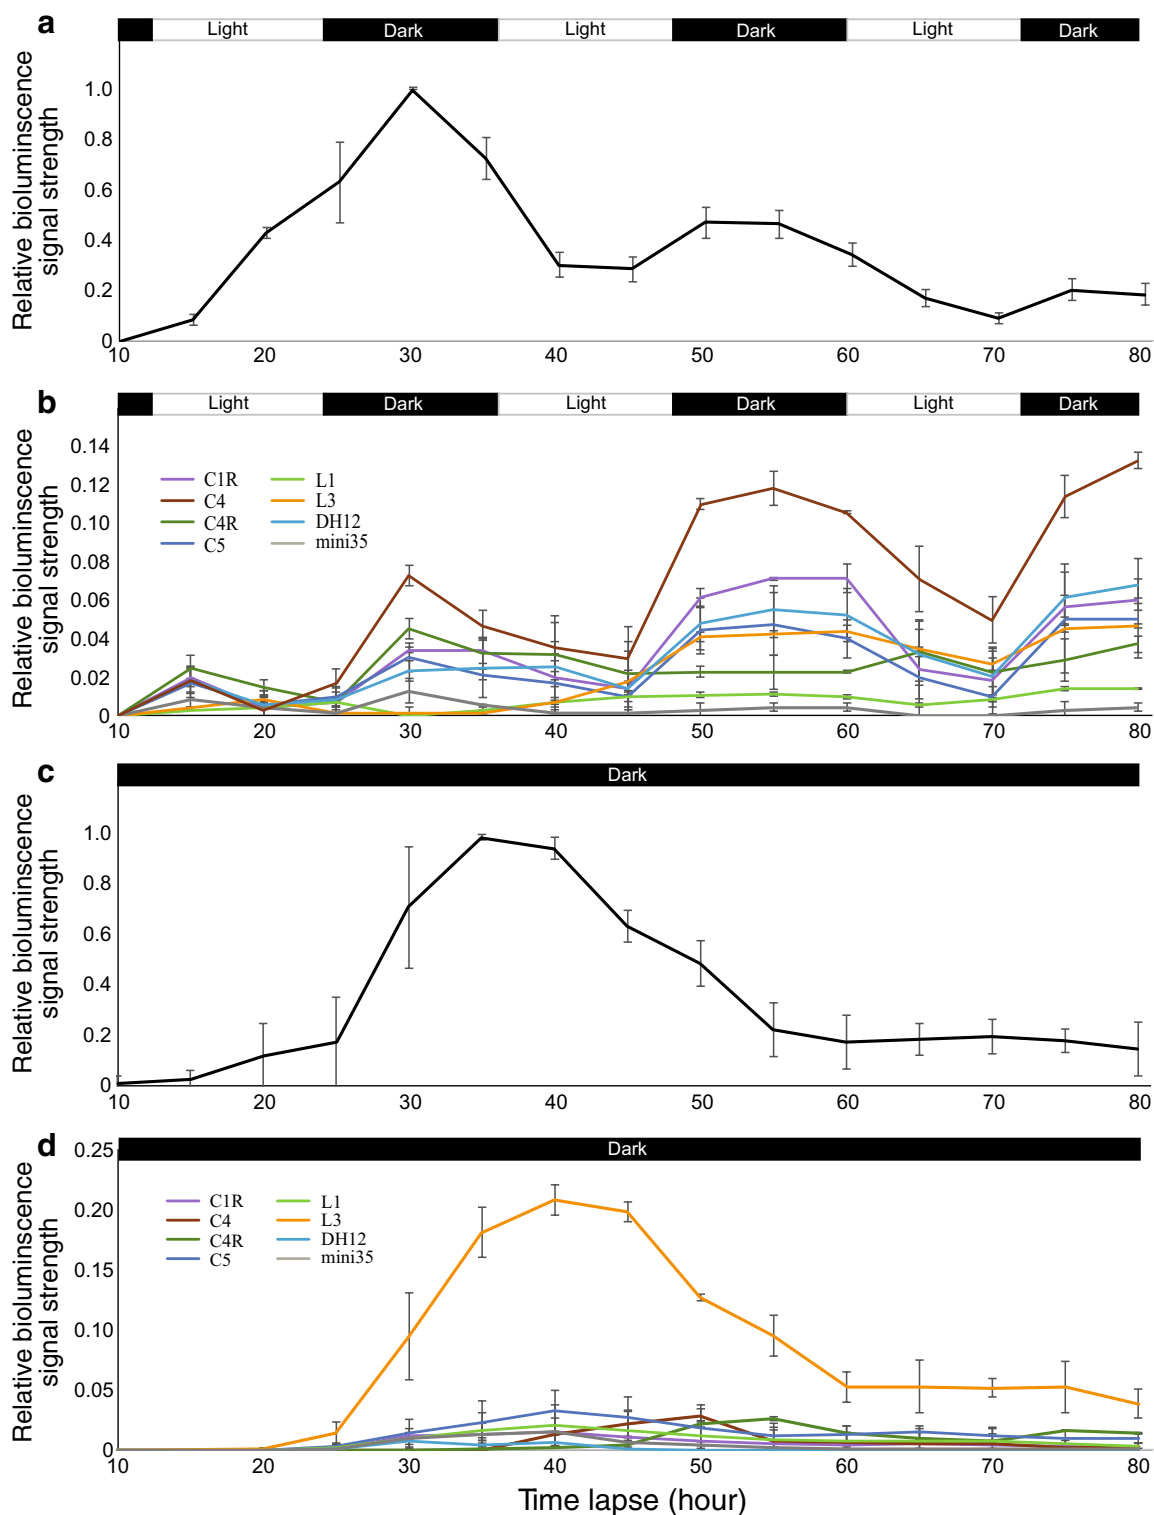 a
Light Dark Light Dark Light Dark
Relative bioluminscence
signal strength
1.0
0.8
0.6
0.4
0.2
0
10 20 30 40 50 60 70 80
b
Light Dark Light Dark Light Dark
Relative bioluminscence
signal strength
0.14
0.12
0.10
0.08
0.06
0.04
0.02
0
C1R L1
C4 L3
C4R DH12
C5 mini35
10 20 30 40 50 60 70 80
c
Dark
Relative bioluminscence
signal strength
1.0
0.8
0.6
0.4
0.2
0
10 20 30 40 50 60 70 80
d
Dark
Relative bioluminscence
signal strength
0.25
0.20
0.15
0.10
0.05
0
C1R L1
C4 L3
C4R DH12
C5 mini35
10 20 30 40 50 60 70 80
Time lapse (hour)